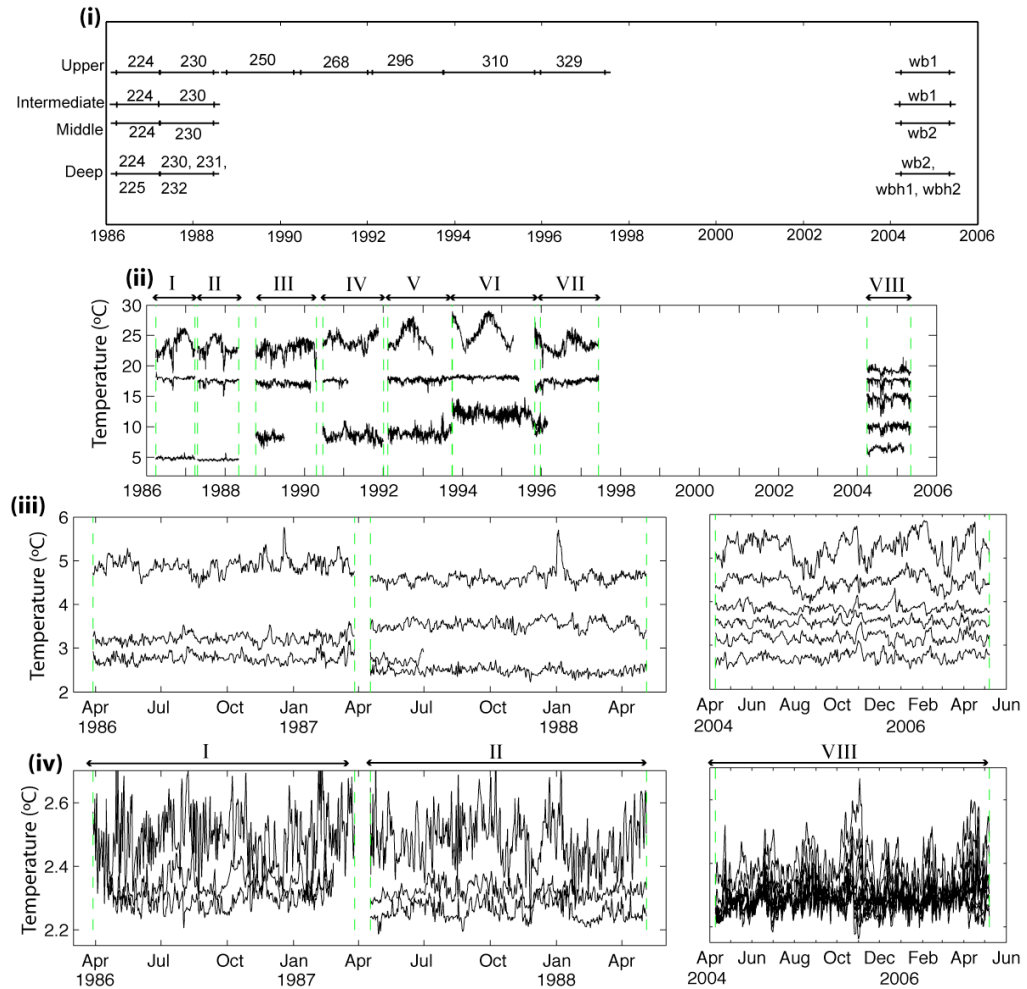 (i)
Upper 224 230 250 268 296 310 329 wb1
Intermediate 224 230 wb1
Middle 224 230 wb2
Deep 224 230, 231, wb2,
225 232 wbh1, wbh2
1986 1988 1990 1992 1994 1996 1998 2000 2002 2004 2006
(ii) I II III IV V VI VII VIII
Temperature (ºC)
30
25
20
15
10
5
1986 1988 1990 1992 1994 1996 1998 2000 2002 2004 2006
(iii)
Temperature (ºC)
6
5
4
3
2
Apr Jul Oct Jan Apr Jul Oct Jan Apr
1986 1987 1988
Apr Jun Aug Oct Dec Feb Apr Jun
2004 2006
(iv) I II VIII
Temperature (ºC)
2.6
2.4
2.2
Apr Jul Oct Jan Apr Jul Oct Jan Apr
1986 1987 1988
Apr Jun Aug Oct Dec Feb Apr Jun
2004 2006